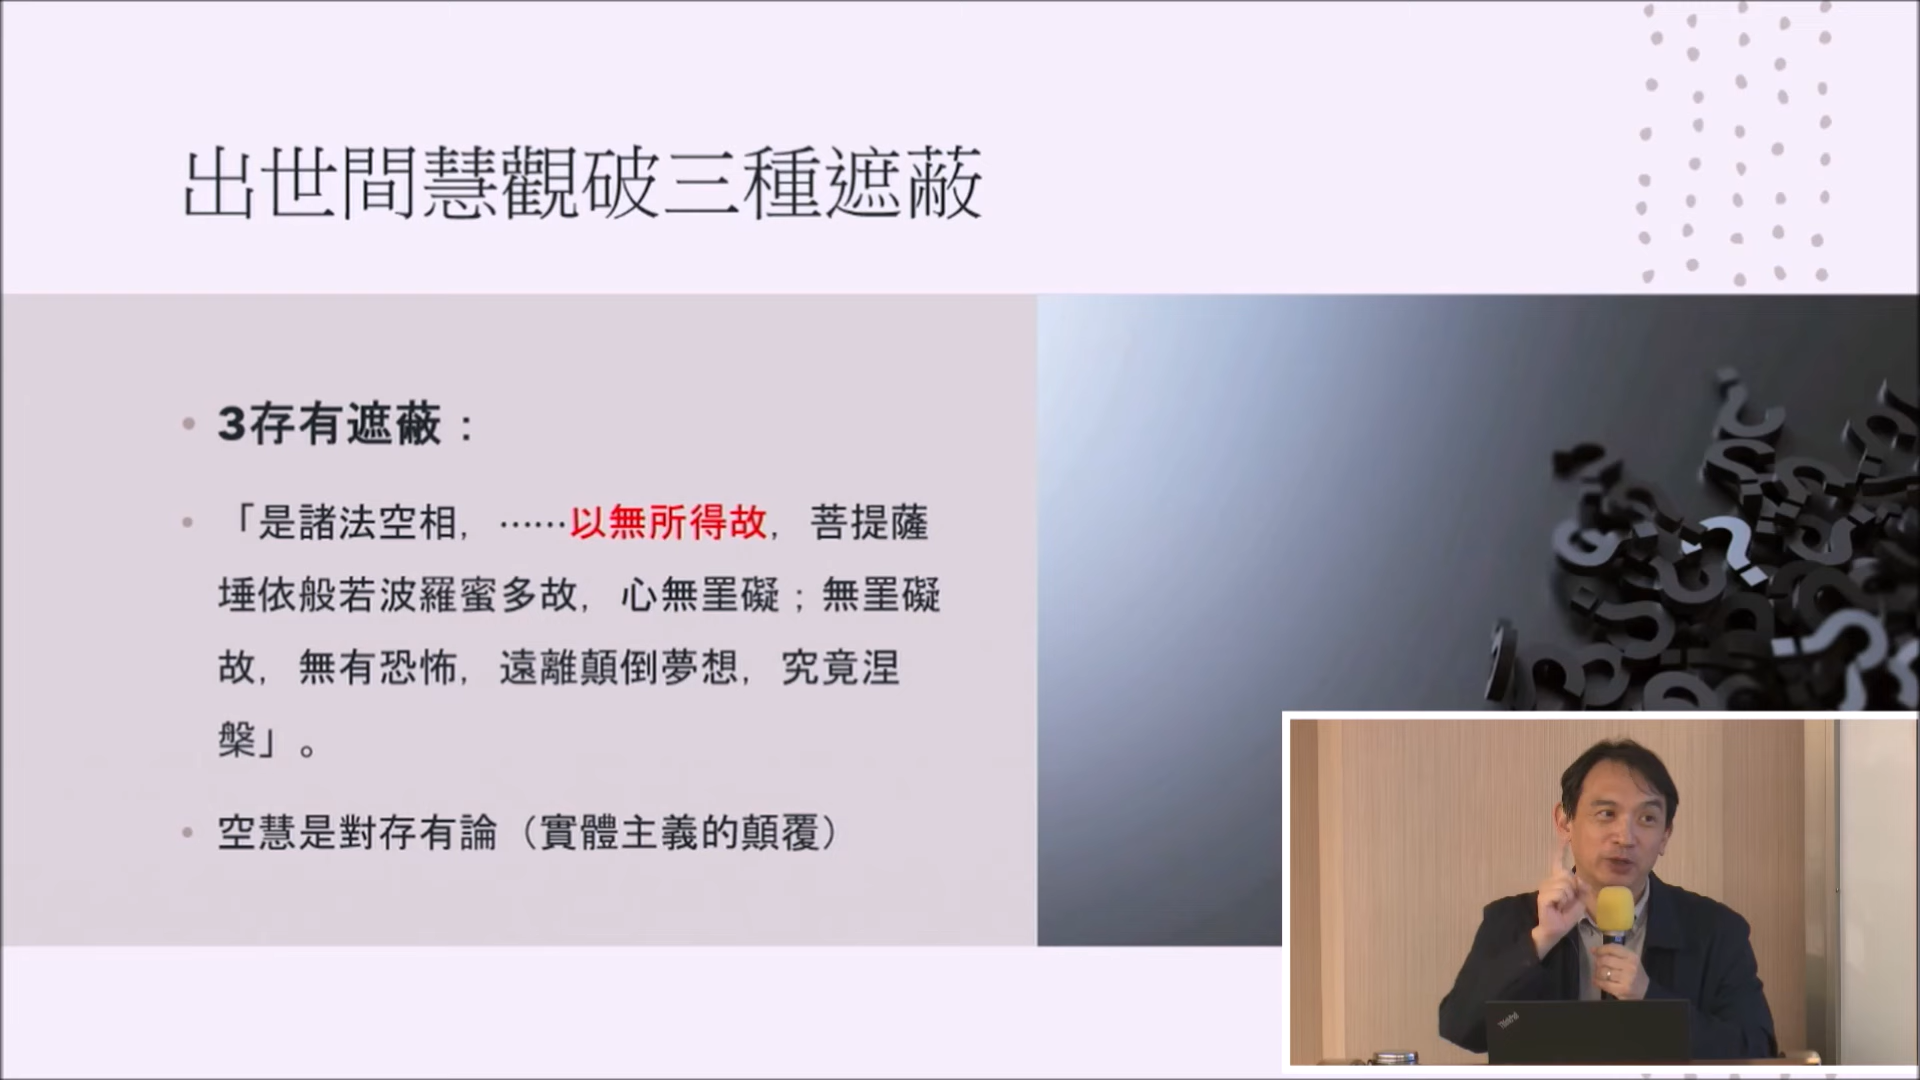 出世間慧觀破三種遮蔽
3存有遮蔽：
「是諸法空相，……以無所得故，菩提薩
埵依般若波羅蜜多故，心無罣礙；無罣礙
故，無有恐怖，遠離顛倒夢想，究竟涅
槃」。
空慧是對存有論（實體主義的顛覆）
ThinkPad